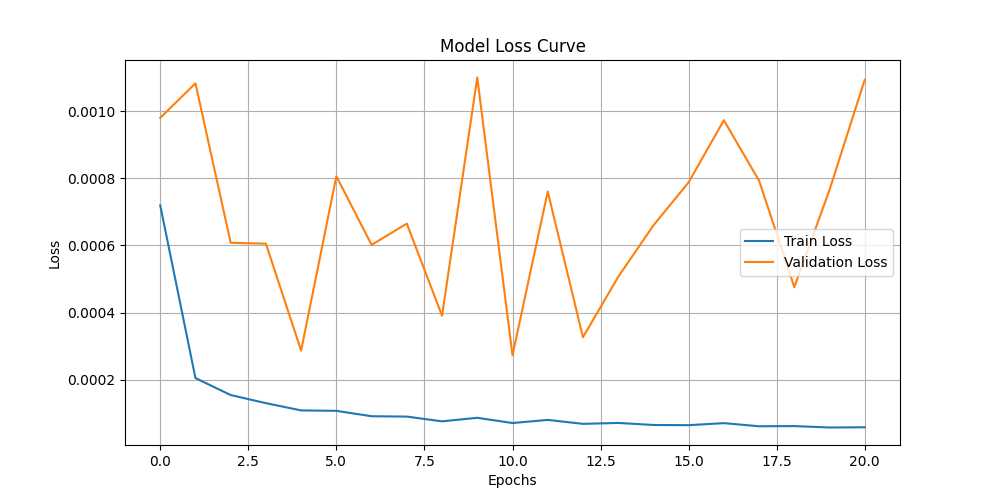 Model Loss Curve
Loss
0.0010
0.0008
0.0006
0.0004
0.0002
Train Loss
Validation Loss
0.0 2.5 5.0 7.5 10.0 12.5 15.0 17.5 20.0
Epochs